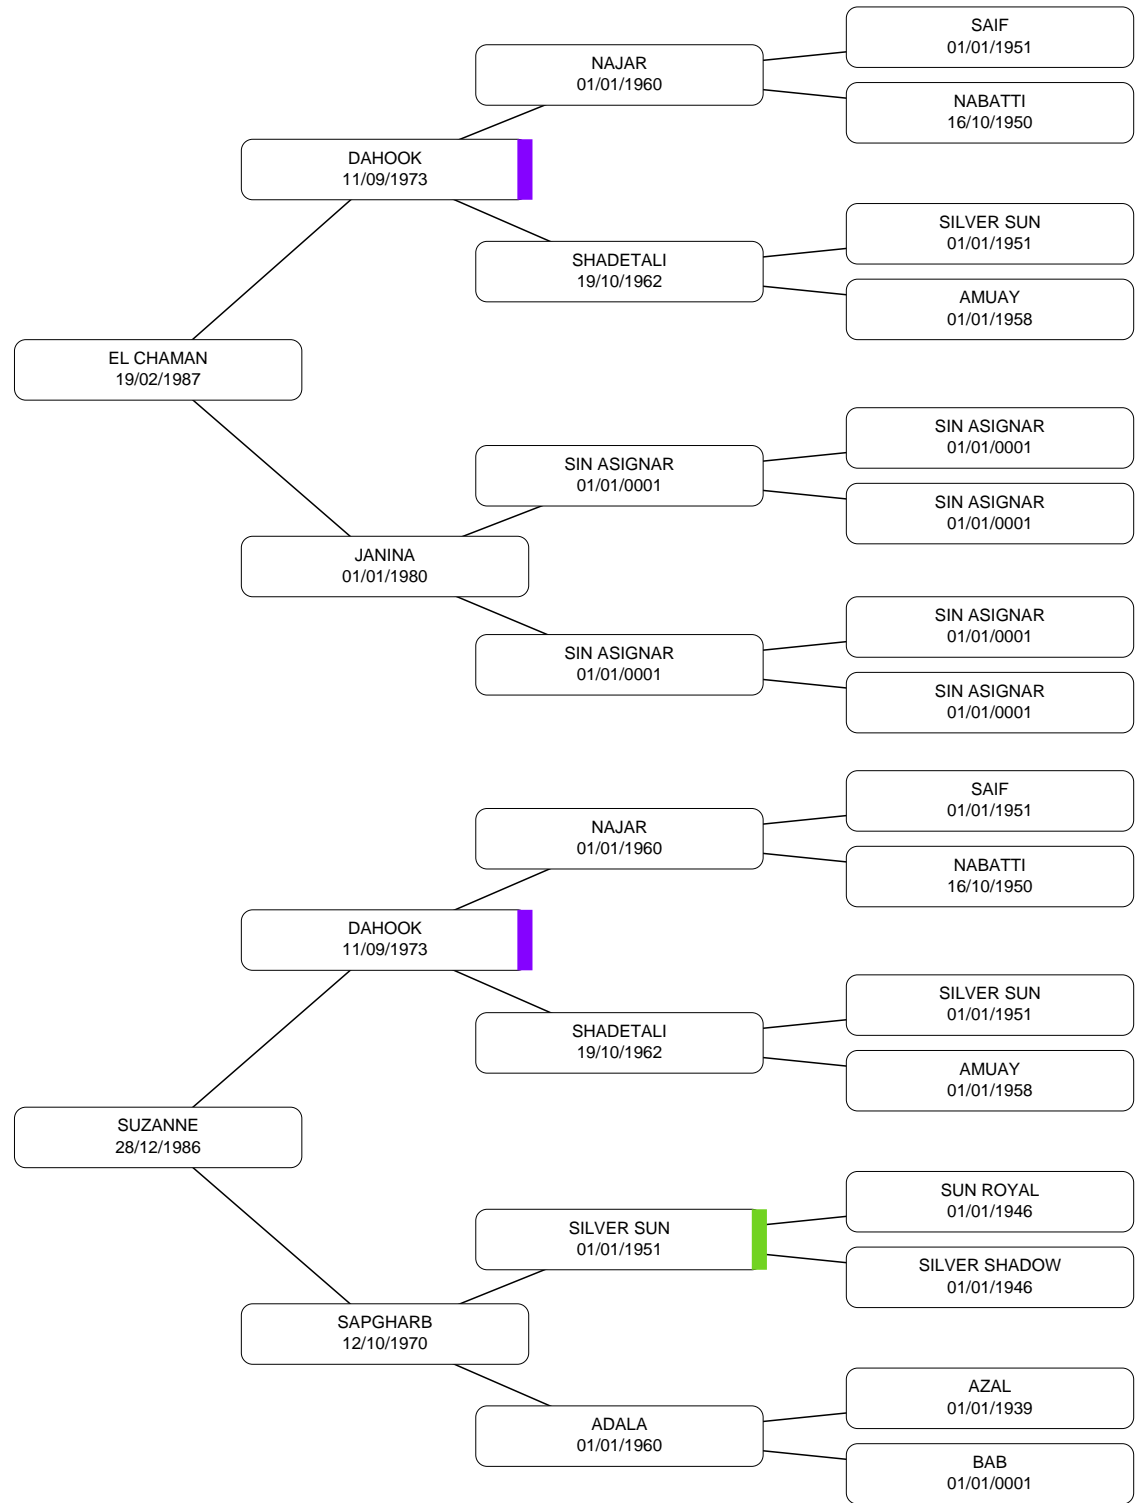 SAIF
01/01/1951
NAJAR
01/01/1960
NABATTI
16/10/1950
DAHOOK
11/09/1973
SILVER SUN
01/01/1951
SHADETALI
19/10/1962
AMUAY
01/01/1958
EL CHAMAN
19/02/1987
SIN ASIGNAR
01/01/0001
SIN ASIGNAR
01/01/0001
SIN ASIGNAR
01/01/0001
JANINA
01/01/1980
SIN ASIGNAR
01/01/0001
SIN ASIGNAR
01/01/0001
SIN ASIGNAR
01/01/0001
SAIF
01/01/1951
NAJAR
01/01/1960
NABATTI
16/10/1950
DAHOOK
11/09/1973
SILVER SUN
01/01/1951
SHADETALI
19/10/1962
AMUAY
01/01/1958
SUZANNE
28/12/1986
SUN ROYAL
01/01/1946
SILVER SUN
01/01/1951
SILVER SHADOW
01/01/1946
SAPGHARB
12/10/1970
AZAL
01/01/1939
ADALA
01/01/1960
BAB
01/01/0001